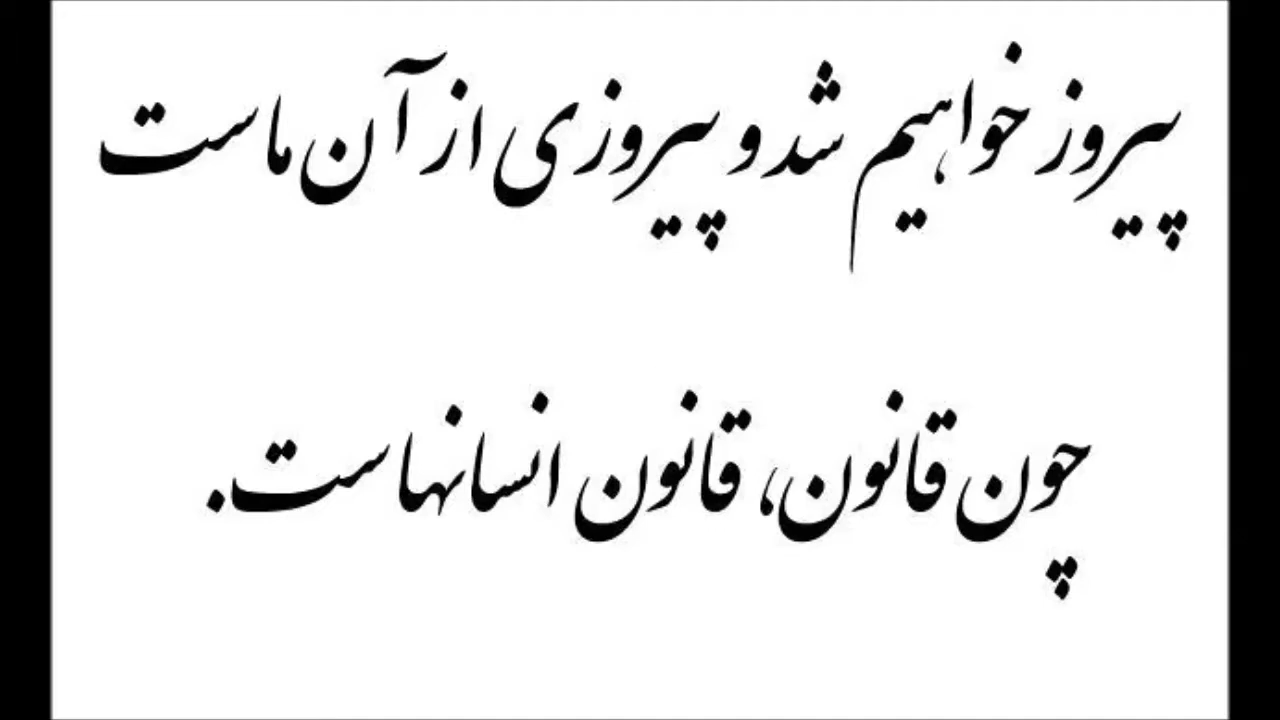 پیروز خواهیم شد و پیروزی از آن ماست
چون قانون، قانون انسانهاست.